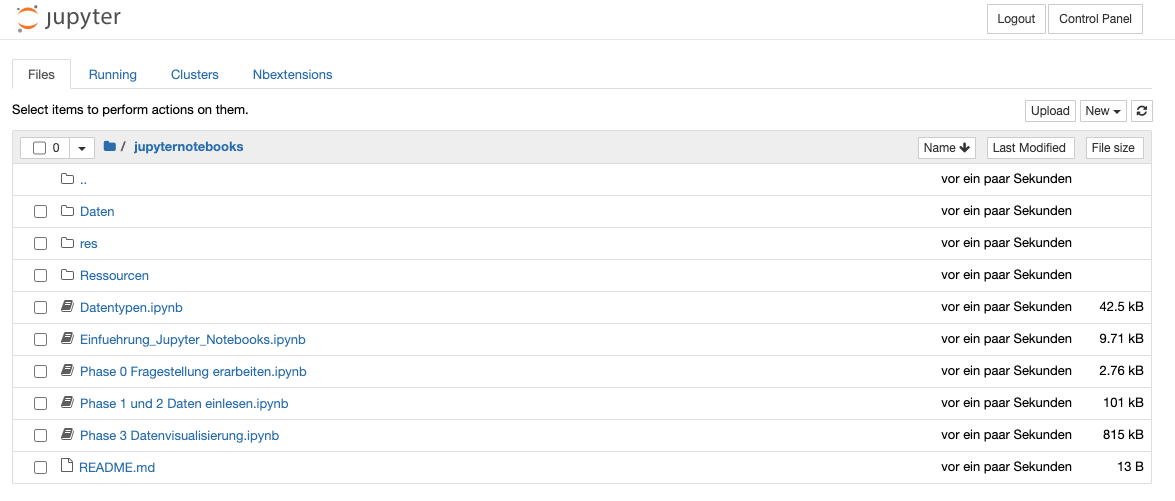 jupyter
Logout Control Panel
Files Running Clusters Nbextensions
Select items to perform actions on them.
Upload New
0 / jupyternotebooks Name Last Modified File size
.. vor ein paar Sekunden
Daten vor ein paar Sekunden
res vor ein paar Sekunden
Ressourcen vor ein paar Sekunden
Datentypen.ipynb vor ein paar Sekunden 42.5 kB
Einfuehrung_Jupyter_Notebooks.ipynb vor ein paar Sekunden 9.71 kB
Phase 0 Fragestellung erarbeiten.ipynb vor ein paar Sekunden 2.76 kB
Phase 1 und 2 Daten einlesen.ipynb vor ein paar Sekunden 101 kB
Phase 3 Datenvisualisierung.ipynb vor ein paar Sekunden 815 kB
README.md vor ein paar Sekunden 13 B